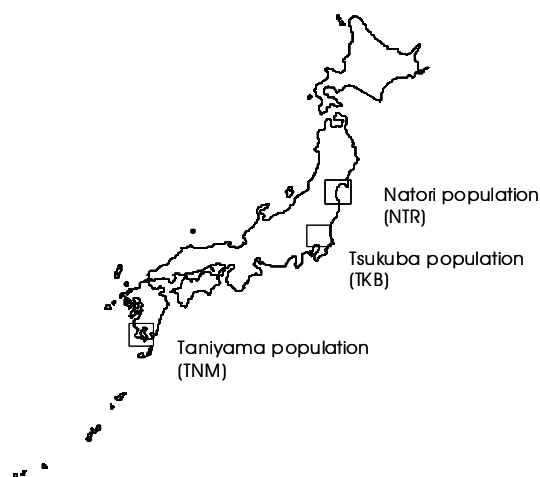 Natori population
(NTR)
Tsukuba population
(TKB)
Taniyama population
(TNM)